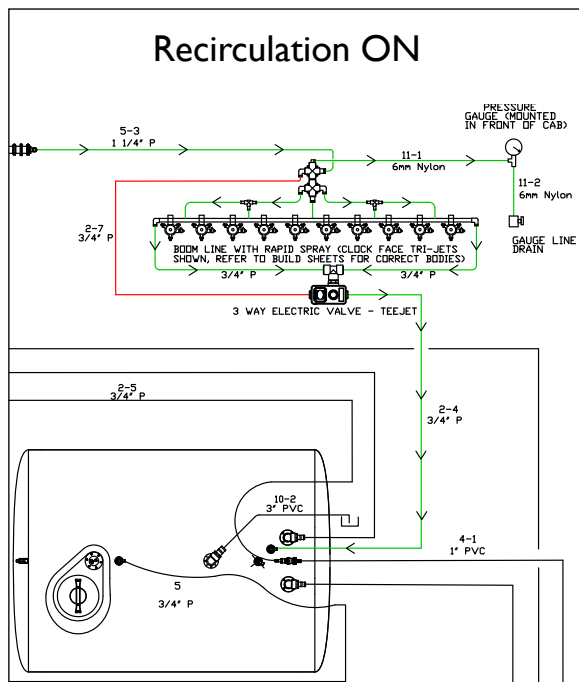 Recirculation ON
PRESSURE
GAUGE (MOUNTED
IN FRONT OF CAB)
5-3
1 1/4" P
11-1
6mm Nylon
11-2
6mm Nylon
2-7
3/4" P
GAUGE LINE
DRAIN
BOOM LINE WITH RAPID SPRAY (CLOCK FACE TRI-JETS
SHOWN, REFER TO BUILD SHEETS FOR CORRECT BODIES)
3/4" P
3/4" P
3 WAY ELECTRIC VALVE - TEEJET
2-5
3/4" P
2-4
3/4" P
10-2
3" PVC
4-1
1" PVC
5
3/4" P